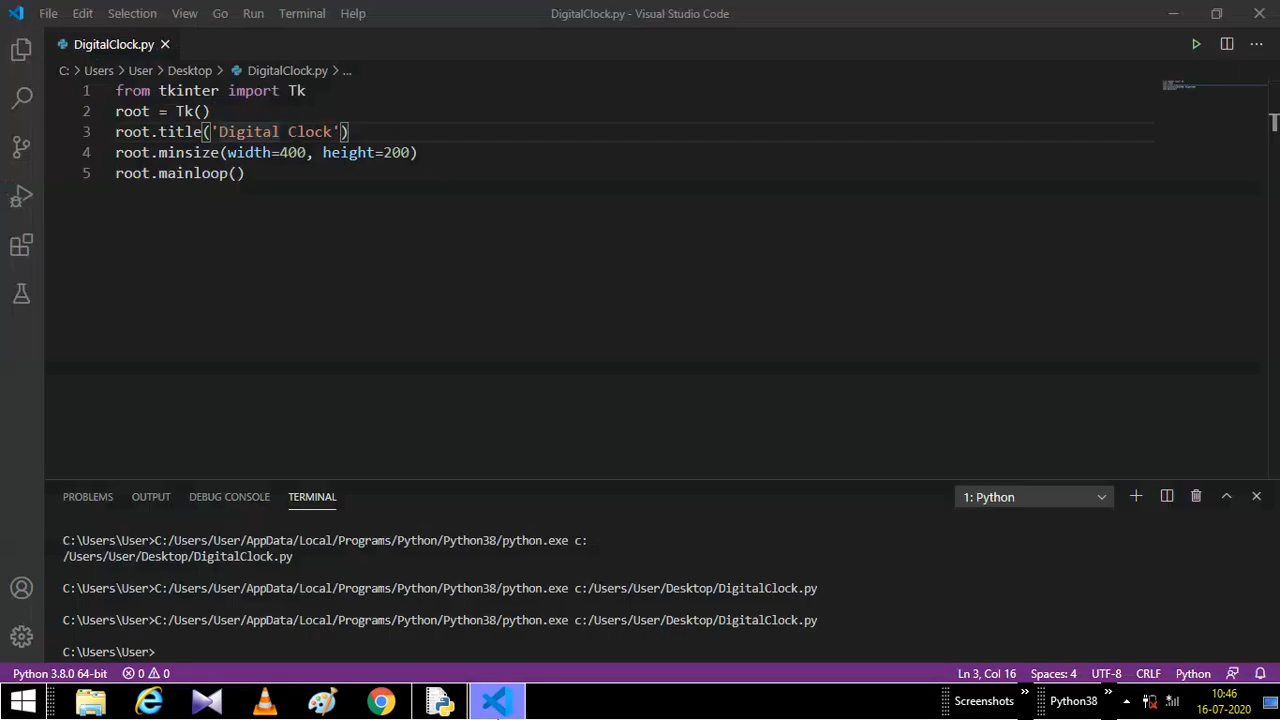 File Edit Selection View Go Run Terminal Help DigitalClock.py - Visual Studio Code
DigitalClock.py
C: > Users > User > Desktop > DigitalClock.py > ...
1 from tkinter import Tk
2 root = Tk()
3 root.title('Digital Clock')
4 root.minsize(width=400, height=200)
5 root.mainloop()
PROBLEMS OUTPUT DEBUG CONSOLE TERMINAL 1: Python
C:\Users\User>C:/Users/User/AppData/Local/Programs/Python/Python38/python.exe c:
/Users/User/Desktop/DigitalClock.py
C:\Users\User>C:/Users/User/AppData/Local/Programs/Python/Python38/python.exe c:/Users/User/Desktop/DigitalClock.py
C:\Users\User>C:/Users/User/AppData/Local/Programs/Python/Python38/python.exe c:/Users/User/Desktop/DigitalClock.py
C:\Users\User>
Python 3.8.0 64-bit 0 0 Ln 3, Col 16 Spaces: 4 UTF-8 CRLF Python
Screenshots » Python38 » 10:46
16-07-2020